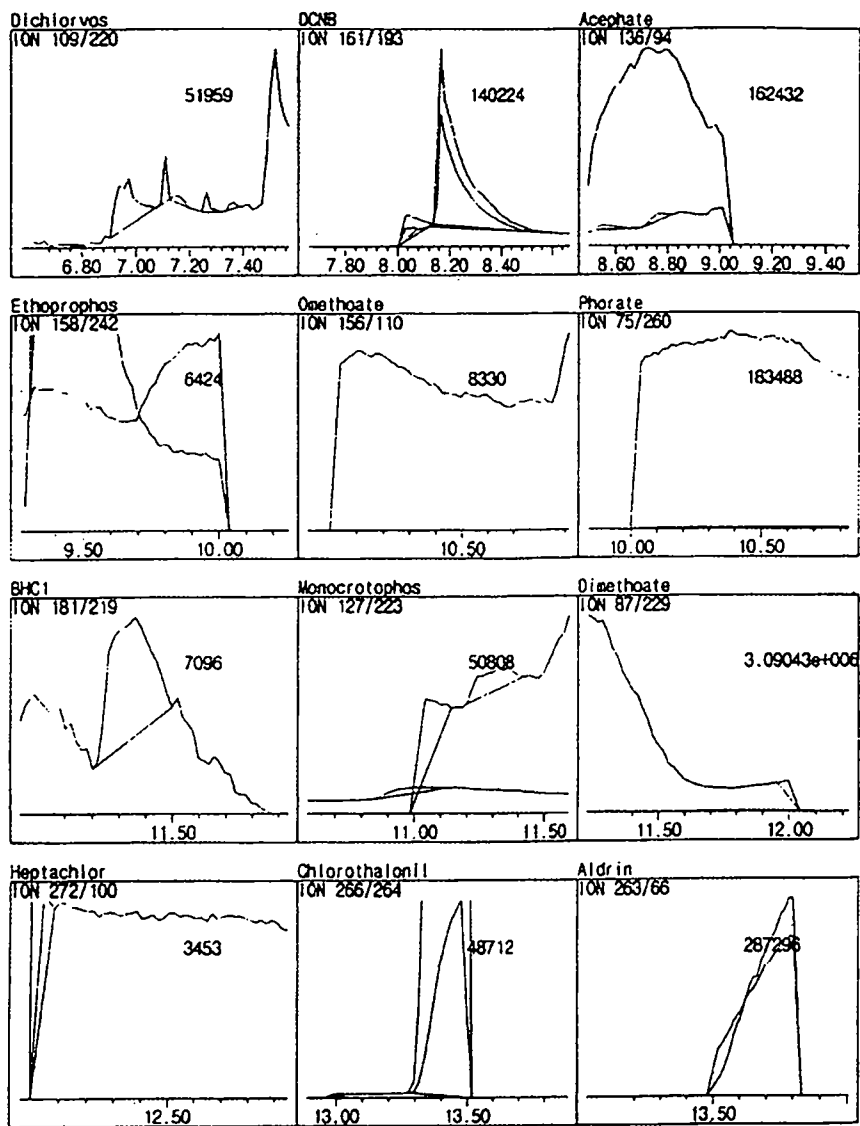 Dichlorvos
ION 109/220
51959
6.80 7.00 7.20 7.40
DCNB
ION 161/193
140224
7.80 8.00 8.20 8.40
Acephate
ION 136/94
162432
8.60 8.80 9.00 9.20 9.40
Ethoprophos
ION 158/242
6424
9.50 10.00
Omethoate
ION 156/110
8330
10.50
Phorate
ION 75/260
183488
10.00 10.50
BHC1
ION 181/219
7096
11.50
Monocrotophos
ION 127/223
50808
11.00 11.50
Dimethoate
ION 87/229
3.09043e+006
11.50 12.00
Heptachlor
ION 272/100
3453
12.50
Chlorothalonil
ION 266/264
48712
13.00 13.50
Aldrin
ION 263/66
287296
13.50